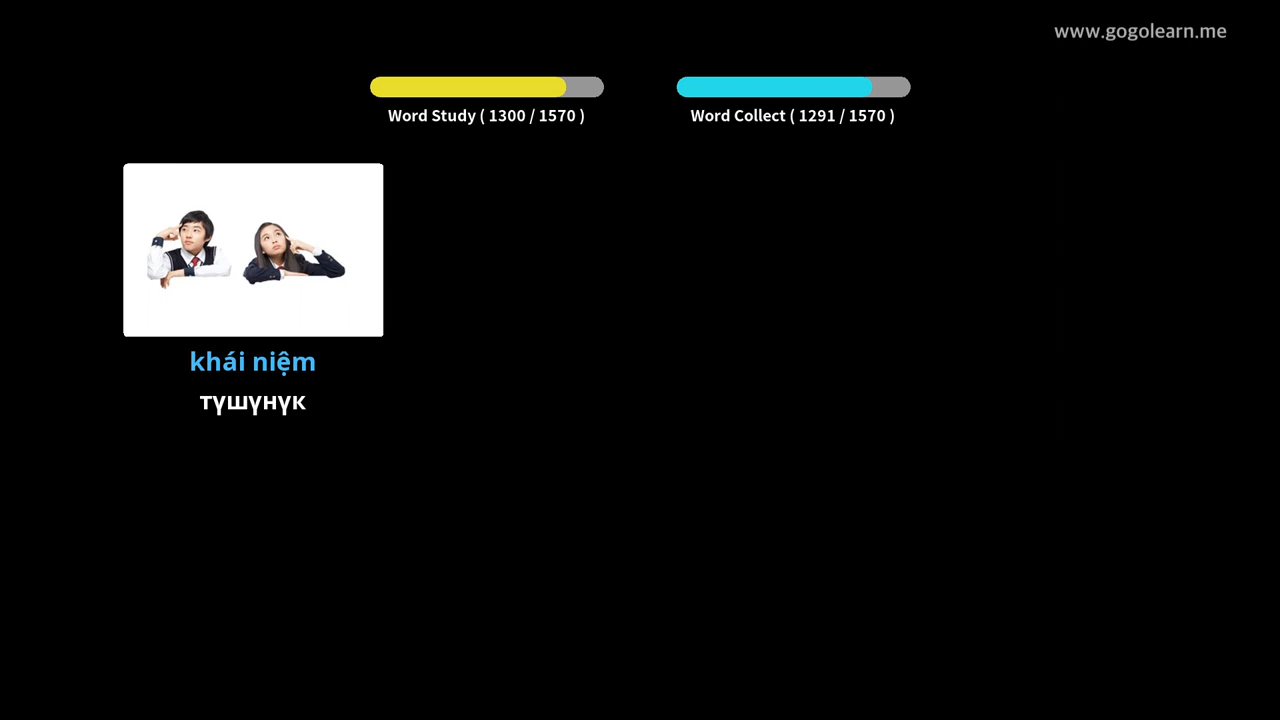 www.gogolearn.me
Word Study ( 1300 / 1570 )
Word Collect ( 1291 / 1570 )
khái niệm
түшүнүк